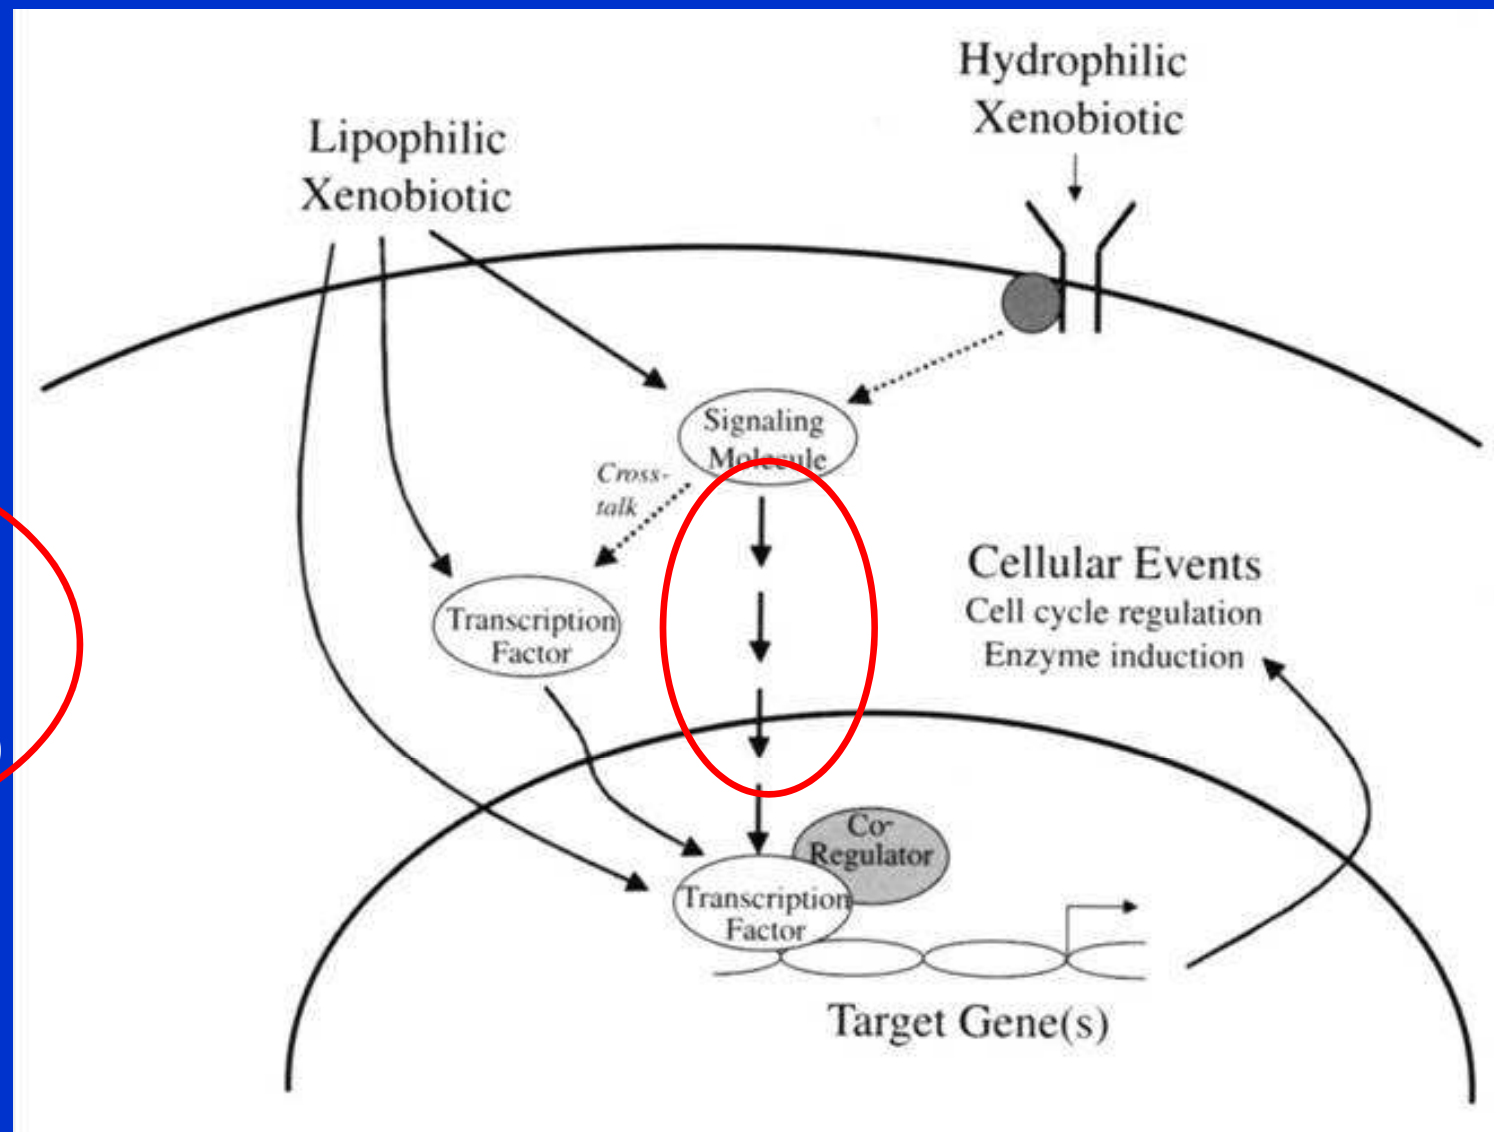 Hydrophilic
Xenobiotic
Lipophilic
Xenobiotic
Signaling
Molecule
Cross-
talk
Transcription
Factor
Cellular Events
Cell cycle regulation
Enzyme induction
Co-
Regulator
Transcription
Factor
Target Gene(s)